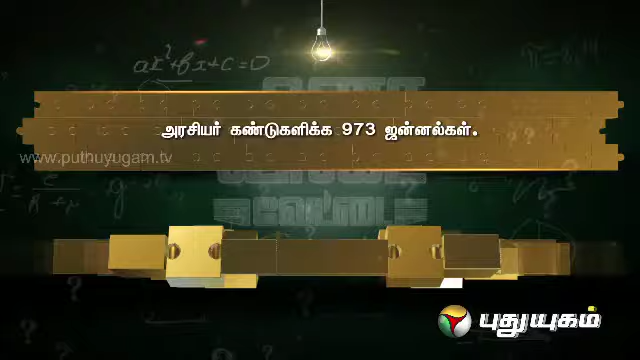 ax²+bx+c=0
அரசியர் கண்டுகளிக்க 973 ஜன்னல்கள்.
www.puthuyugam.tv
வேட்டை
புதுயுகம்